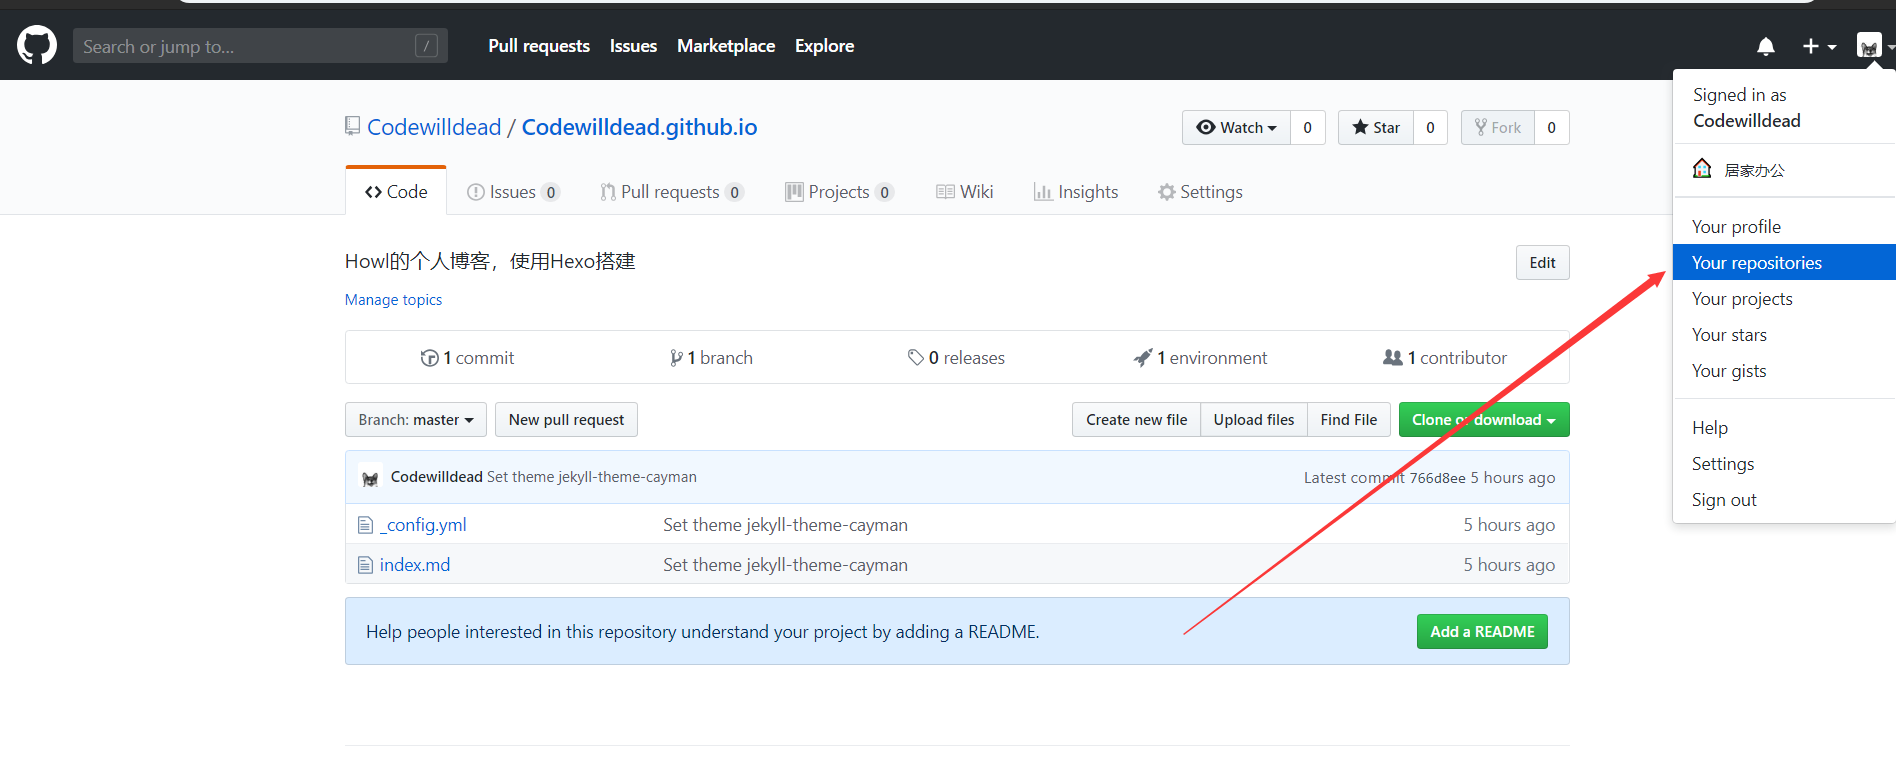 Search or jump to... /
Pull requests Issues Marketplace Explore
Signed in as
Codewilldead
居家办公
Your profile
Your repositories
Your projects
Your stars
Your gists
Help
Settings
Sign out
Codewilldead / Codewilldead.github.io
Watch 0 Star 0 Fork 0
Code Issues 0 Pull requests 0 Projects 0 Wiki Insights Settings
Howl的个人博客，使用Hexo搭建
Edit
Manage topics
1 commit 1 branch 0 releases 1 environment 1 contributor
Branch: master New pull request Create new file Upload files Find File Clone or download
Codewilldead Set theme jekyll-theme-cayman Latest commit 766d8ee 5 hours ago
_config.yml Set theme jekyll-theme-cayman 5 hours ago
index.md Set theme jekyll-theme-cayman 5 hours ago
Help people interested in this repository understand your project by adding a README. Add a README